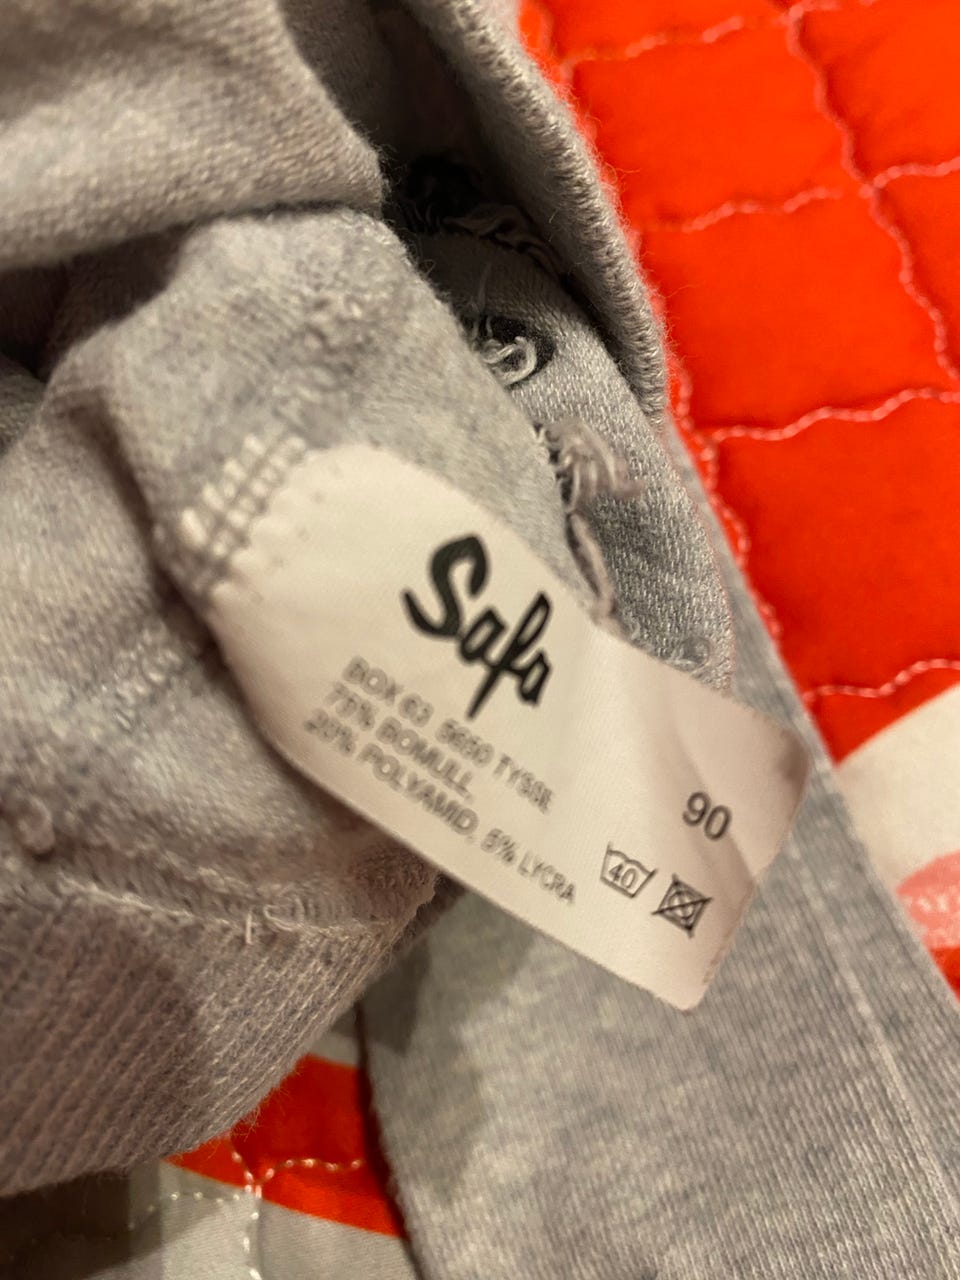 Safa
BOX 63 5650 TYSSE
75% BOMULL,
20% POLYAMID, 5% LYCRA
90
40